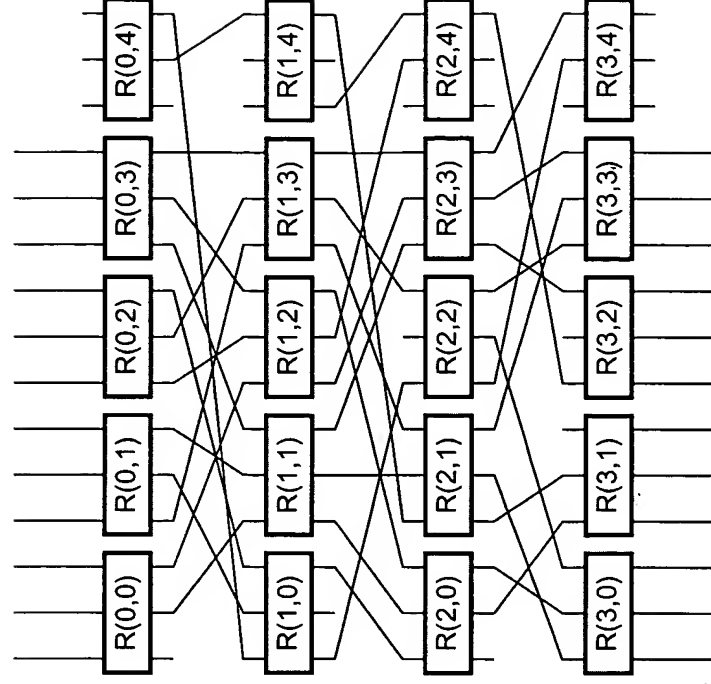 R(0,4) R(1,4) R(2,4) R(3,4)
R(0,3) R(1,3) R(2,3) R(3,3)
R(0,2) R(1,2) R(2,2) R(3,2)
R(0,1) R(1,1) R(2,1) R(3,1)
R(0,0) R(1,0) R(2,0) R(3,0)